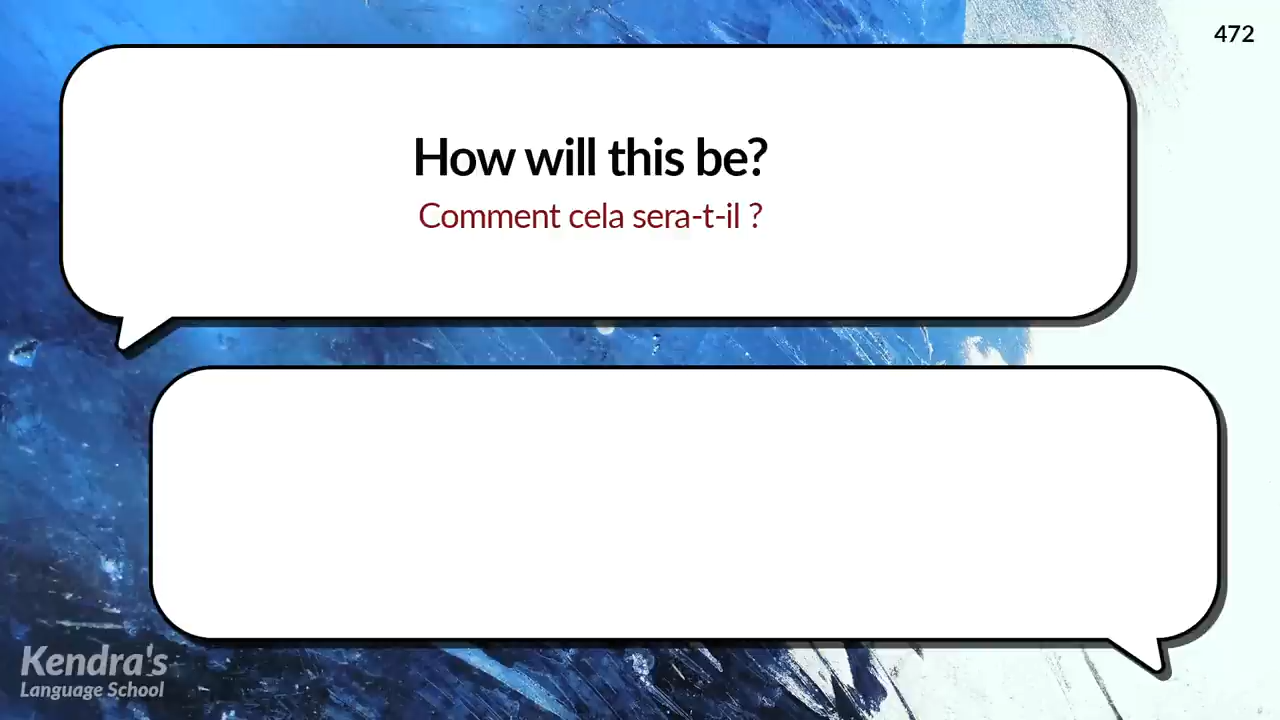 472
How will this be?
Comment cela sera-t-il ?
Kendra's
Language School